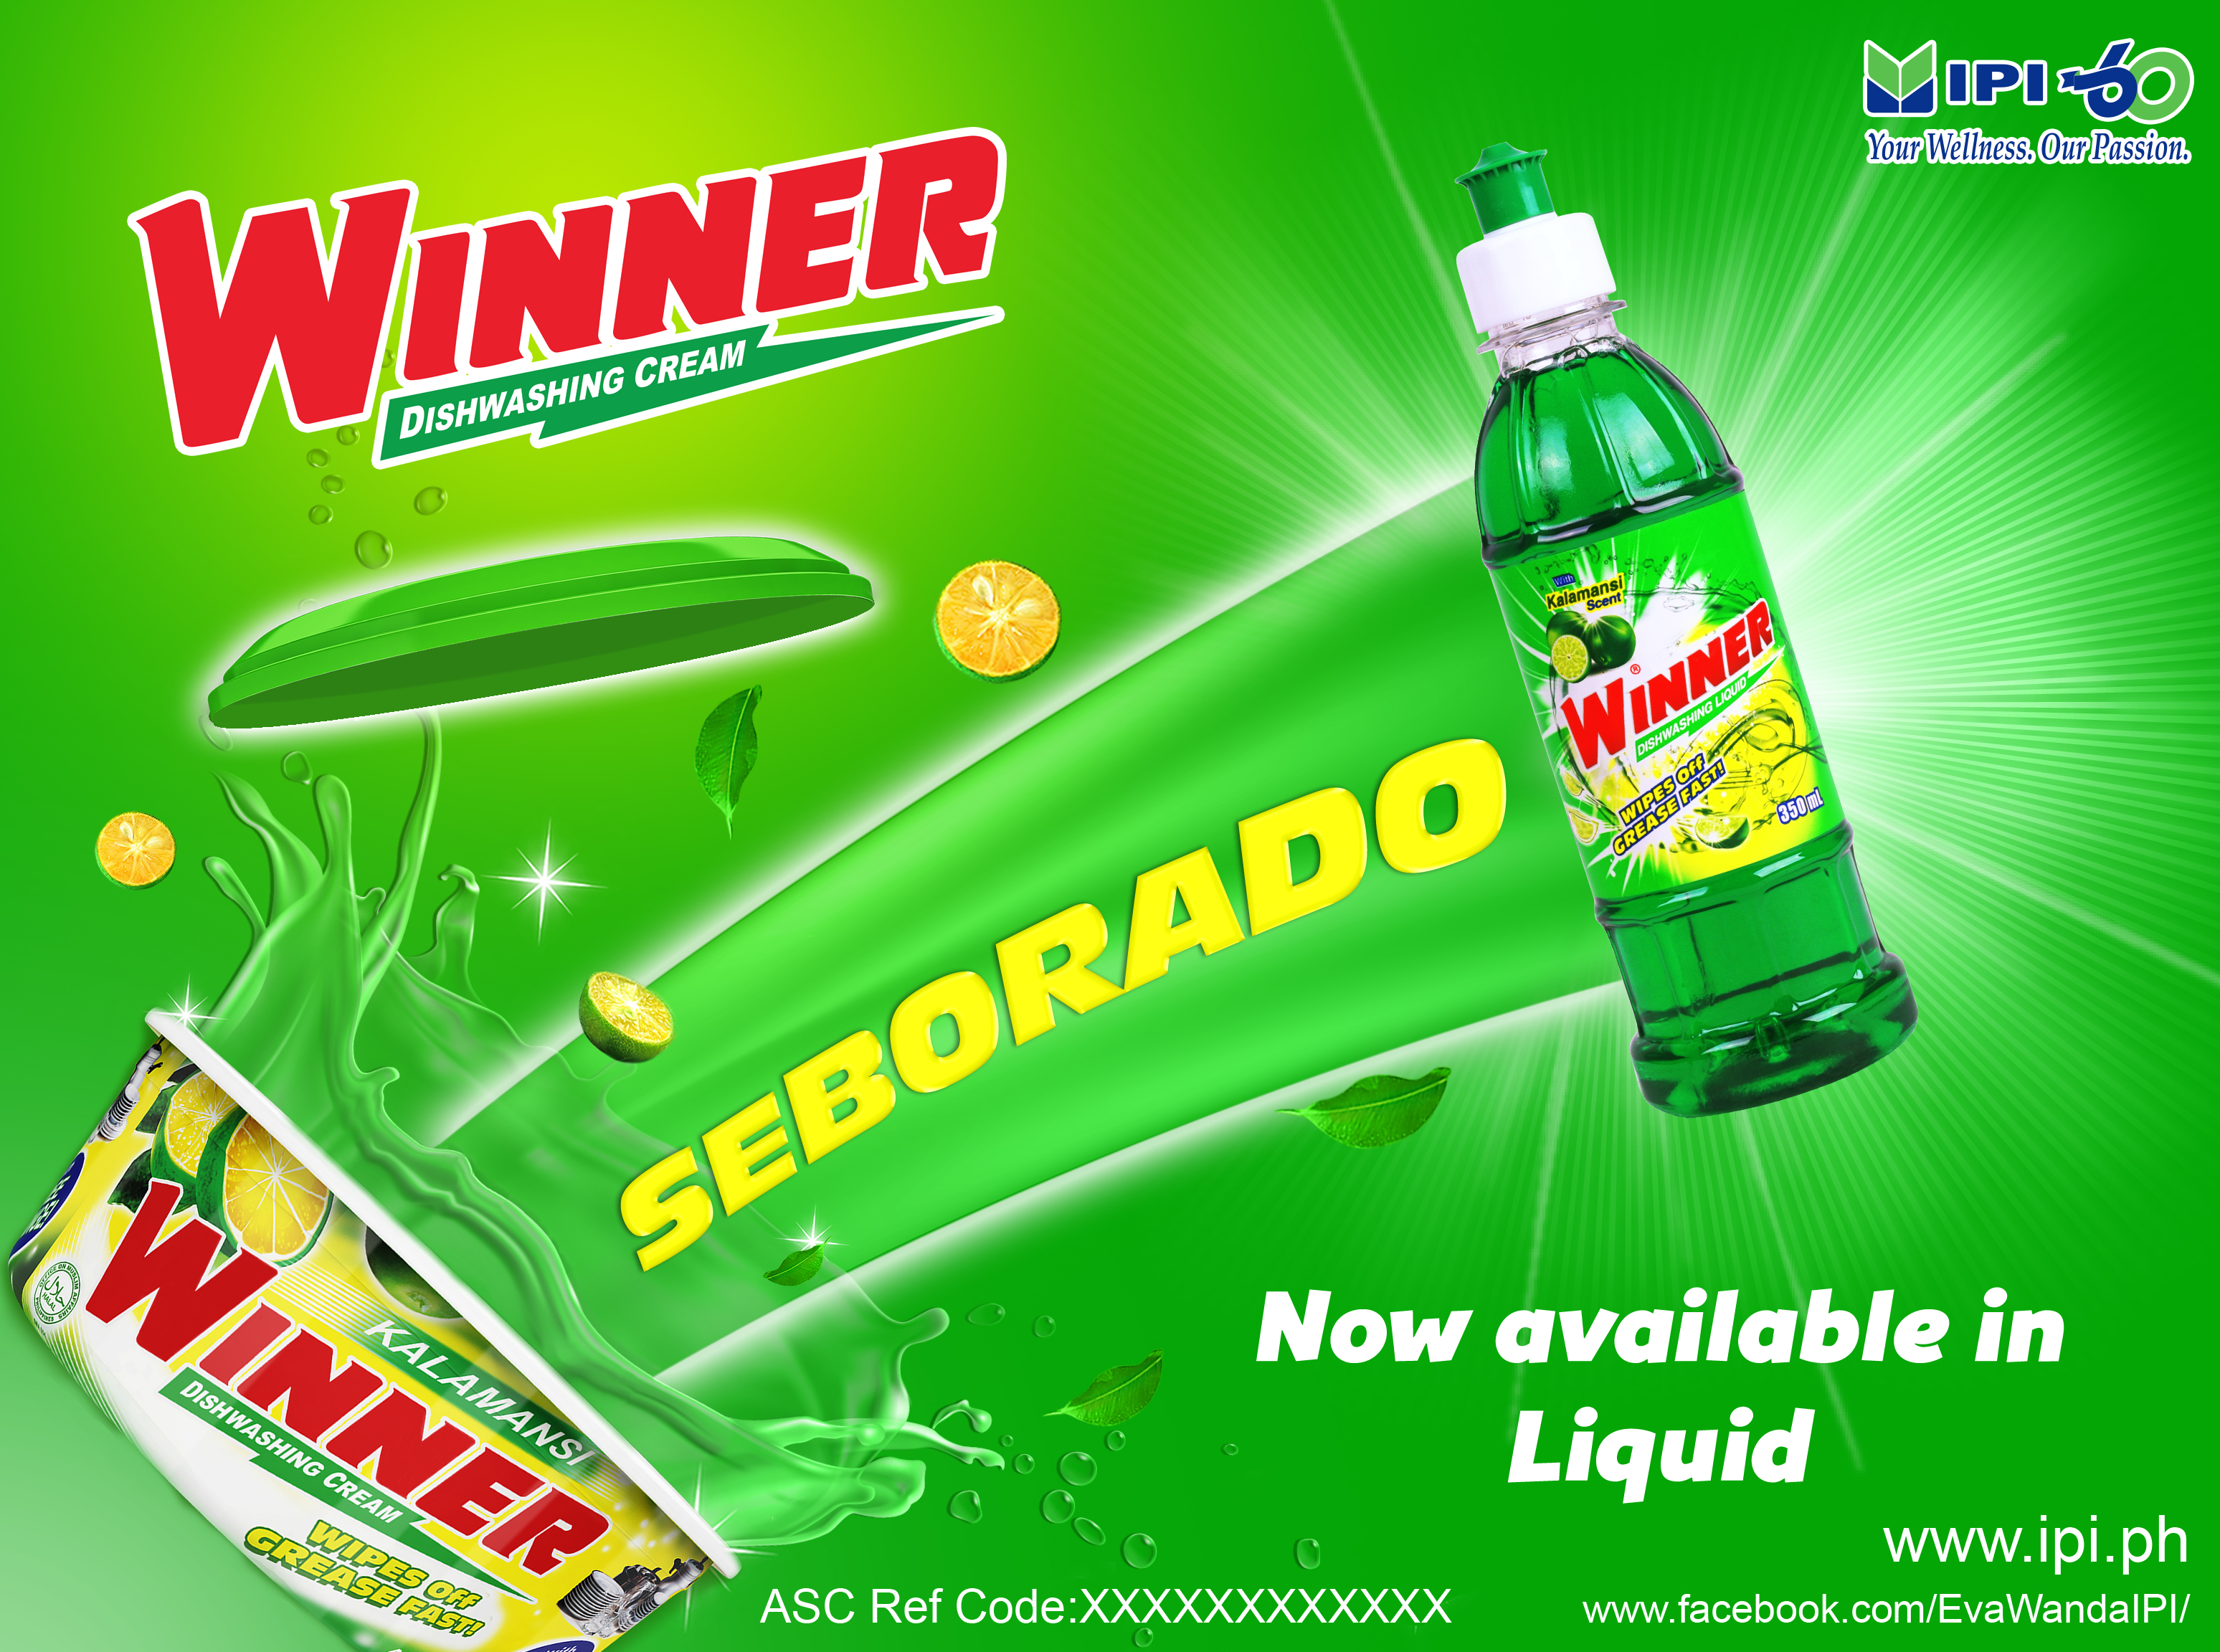 IPI 60
Your Wellness. Our Passion.
WINNER
DISHWASHING CREAM
With
Kalamansi
Scent
WINNER®
DISHWASHING LIQUID
WIPES Off
GREASE FAST!
350 mL
SEBORADO
KALAMANSI
WINNER
DISHWASHING CREAM
WIPES Off
GREASE FAST!
Now available in
Liquid
www.ipi.ph
ASC Ref Code:XXXXXXXXXXXX
www.facebook.com/EvaWandaIPI/